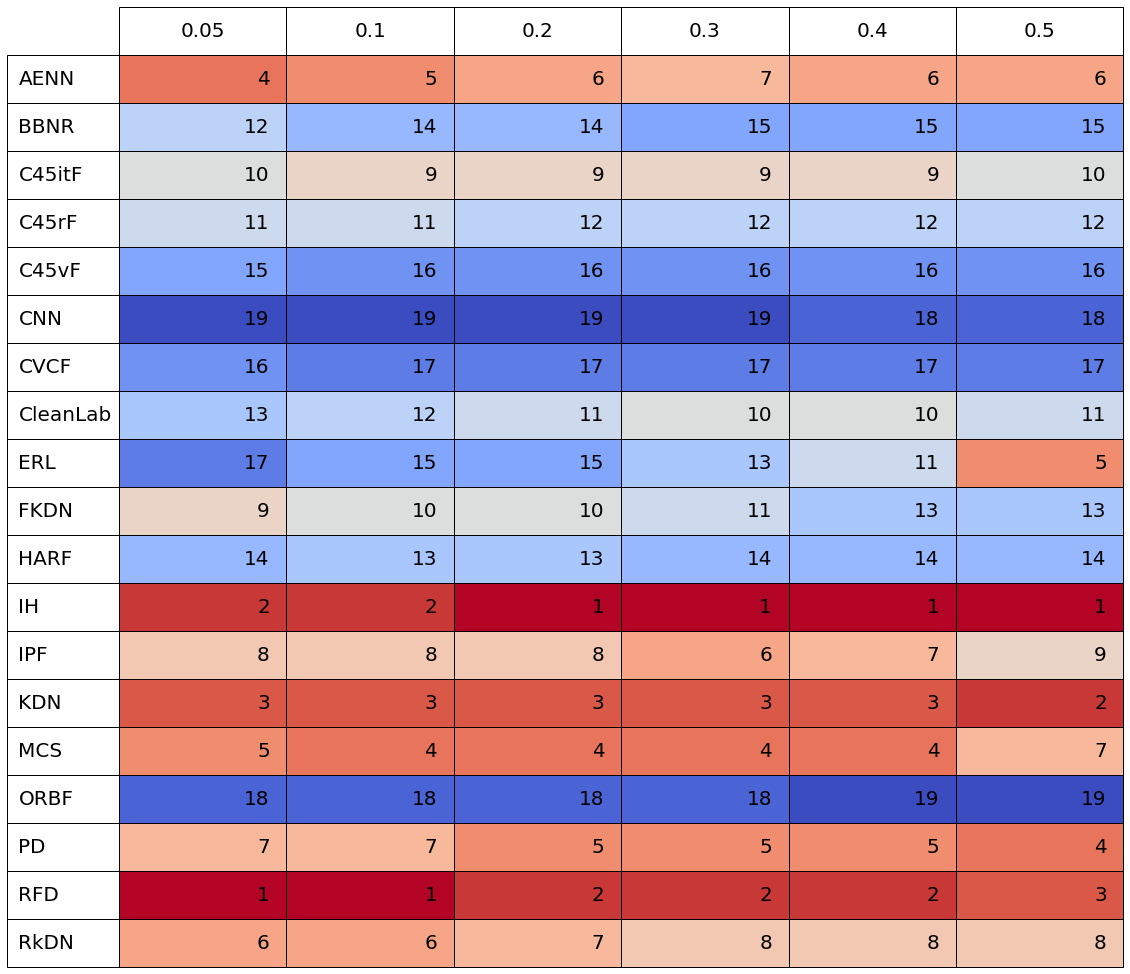 0.05 0.1 0.2 0.3 0.4 0.5
AENN 4 5 6 7 6 6
BBNR 12 14 14 15 15 15
C45itF 10 9 9 9 9 10
C45rF 11 11 12 12 12 12
C45vF 15 16 16 16 16 16
CNN 19 19 19 19 18 18
CVCF 16 17 17 17 17 17
CleanLab 13 12 11 10 10 11
ERL 17 15 15 13 11 5
FKDN 9 10 10 11 13 13
HARF 14 13 13 14 14 14
IH 2 2 1 1 1 1
IPF 8 8 8 6 7 9
KDN 3 3 3 3 3 2
MCS 5 4 4 4 4 7
ORBF 18 18 18 18 19 19
PD 7 7 5 5 5 4
RFD 1 1 2 2 2 3
RkDN 6 6 7 8 8 8